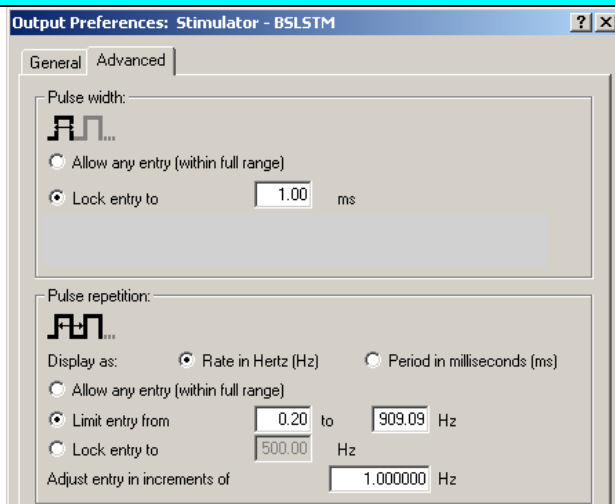 Output Preferences: Stimulator - BSLSTM
General Advanced
Pulse width:
...
Allow any entry (within full range)
Lock entry to 1.00 ms
Pulse repetition:
...
Display as: Rate in Hertz (Hz) Period in milliseconds (ms)
Allow any entry (within full range)
Limit entry from 0.20 to 909.09 Hz
Lock entry to 500.00 Hz
Adjust entry in increments of 1.000000 Hz